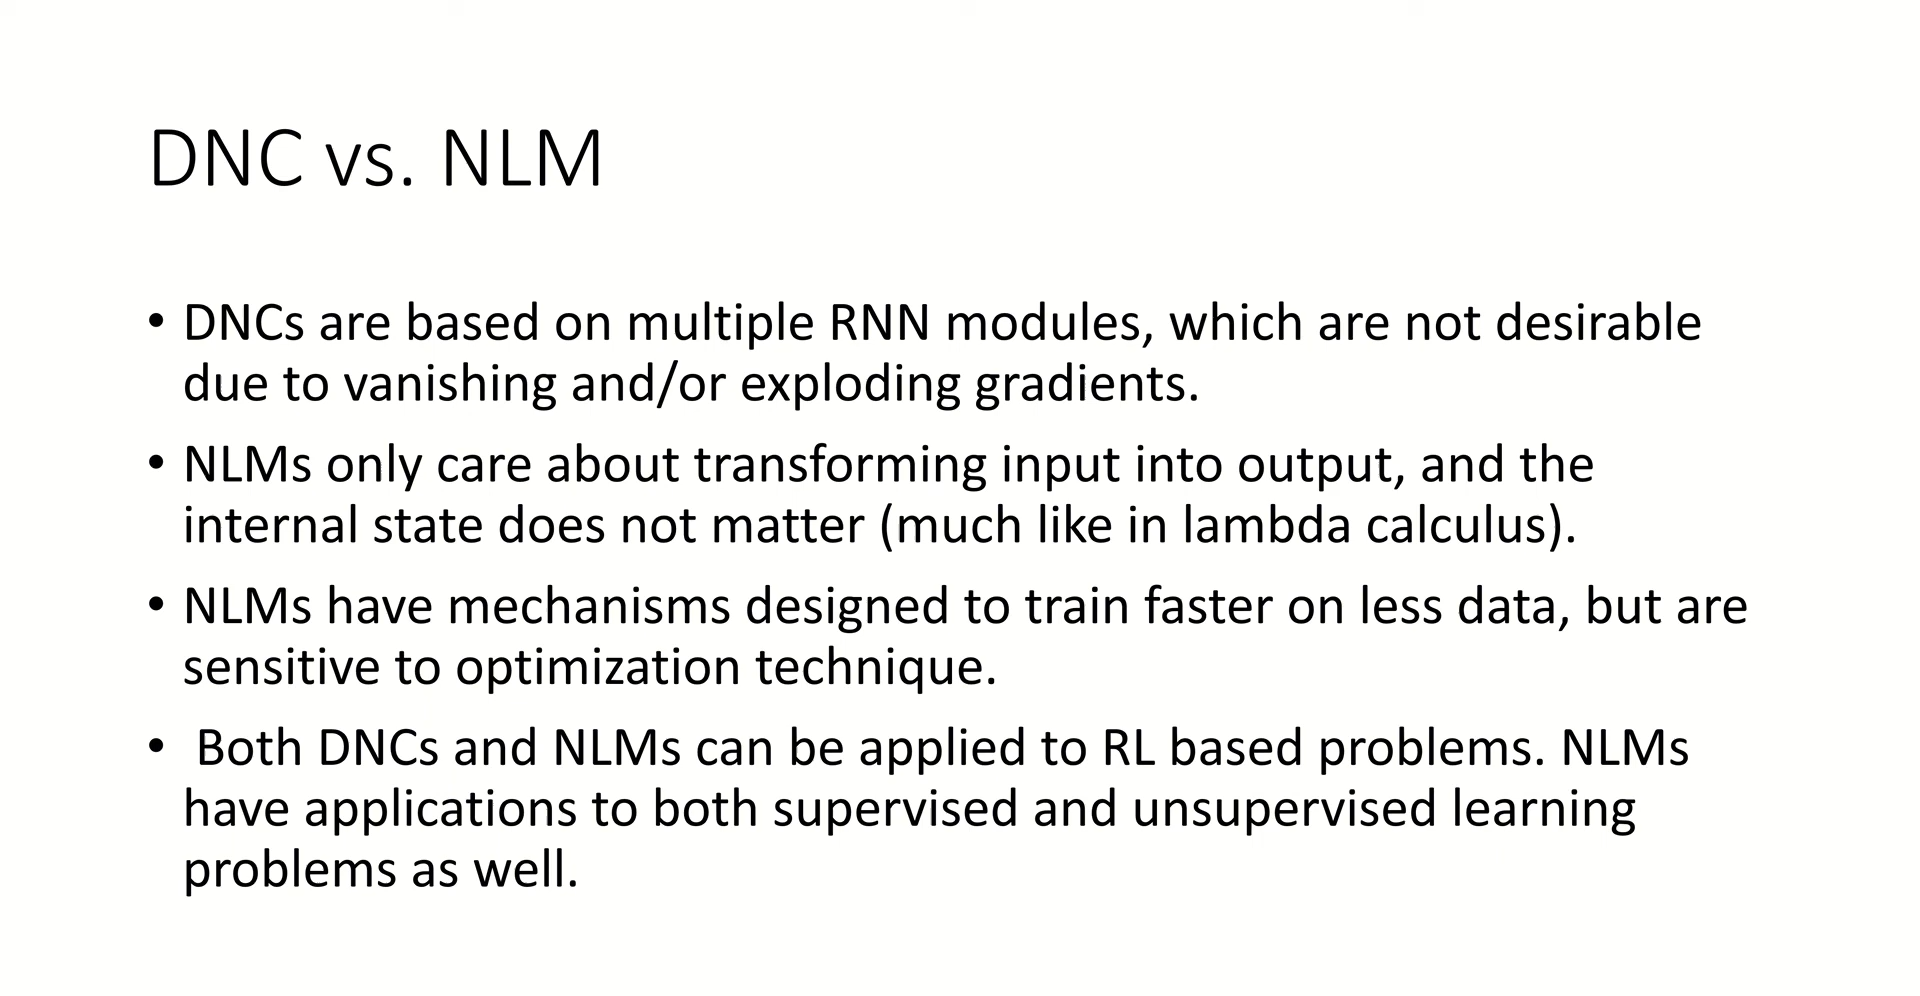 DNC vs. NLM
• DNCs are based on multiple RNN modules, which are not desirable
due to vanishing and/or exploding gradients.
• NLMs only care about transforming input into output, and the
internal state does not matter (much like in lambda calculus).
• NLMs have mechanisms designed to train faster on less data, but are
sensitive to optimization technique.
• Both DNCs and NLMs can be applied to RL based problems. NLMs
have applications to both supervised and unsupervised learning
problems as well.